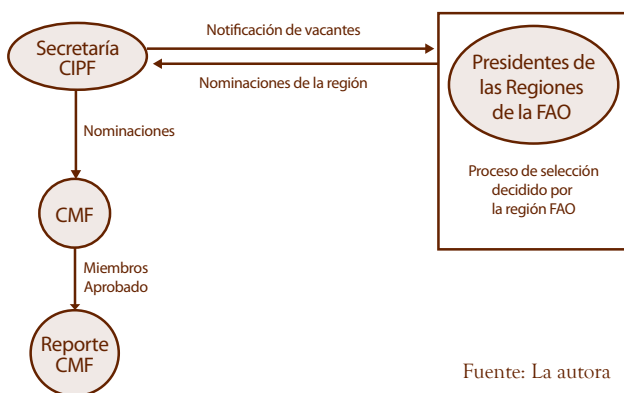 Secretaría
CIPF
Notificación de vacantes
Nominaciones de la región
Presidentes de
las Regiones
de la FAO
Proceso de selección
decidido por
la región FAO
Nominaciones
CMF
Miembros
Aprobado
Reporte
CMF
Fuente: La autora